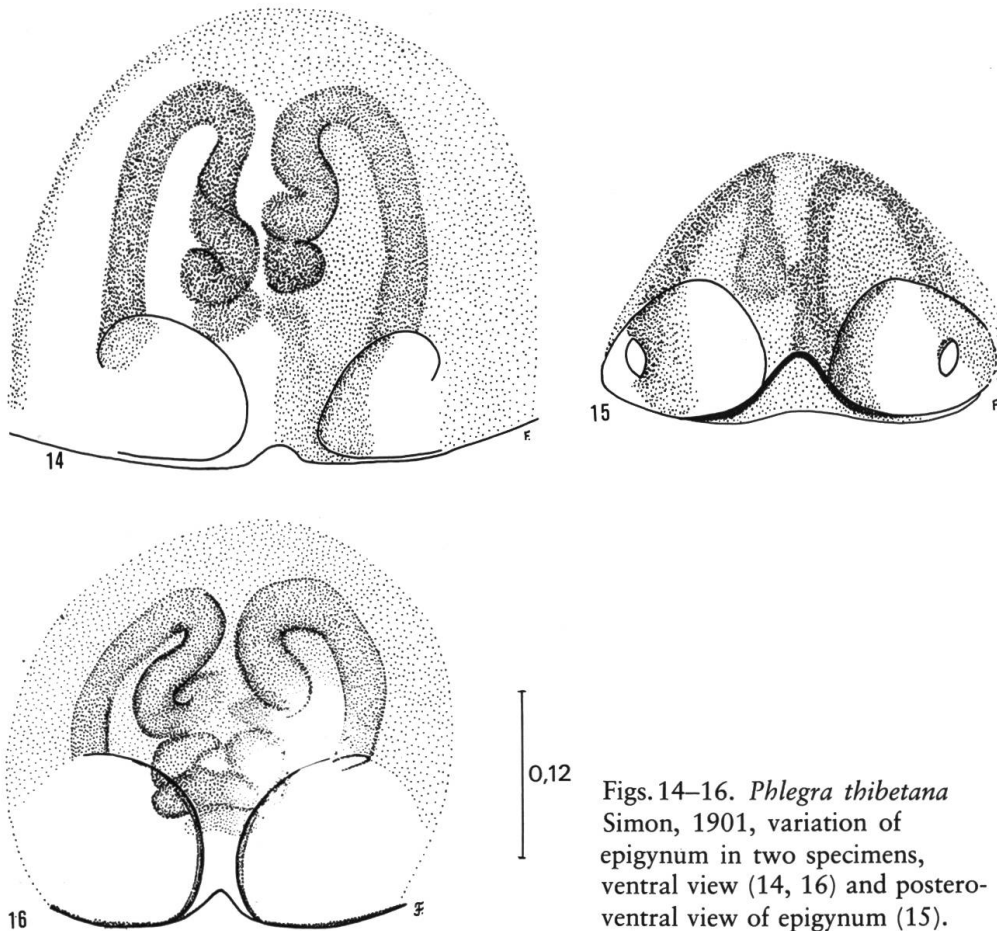 14
F.
15
F.
16
F.
0,12
Figs. 14–16. Phlegra thibetana
Simon, 1901, variation of
epigynum in two specimens,
ventral view (14, 16) and postero-
ventral view of epigynum (15).